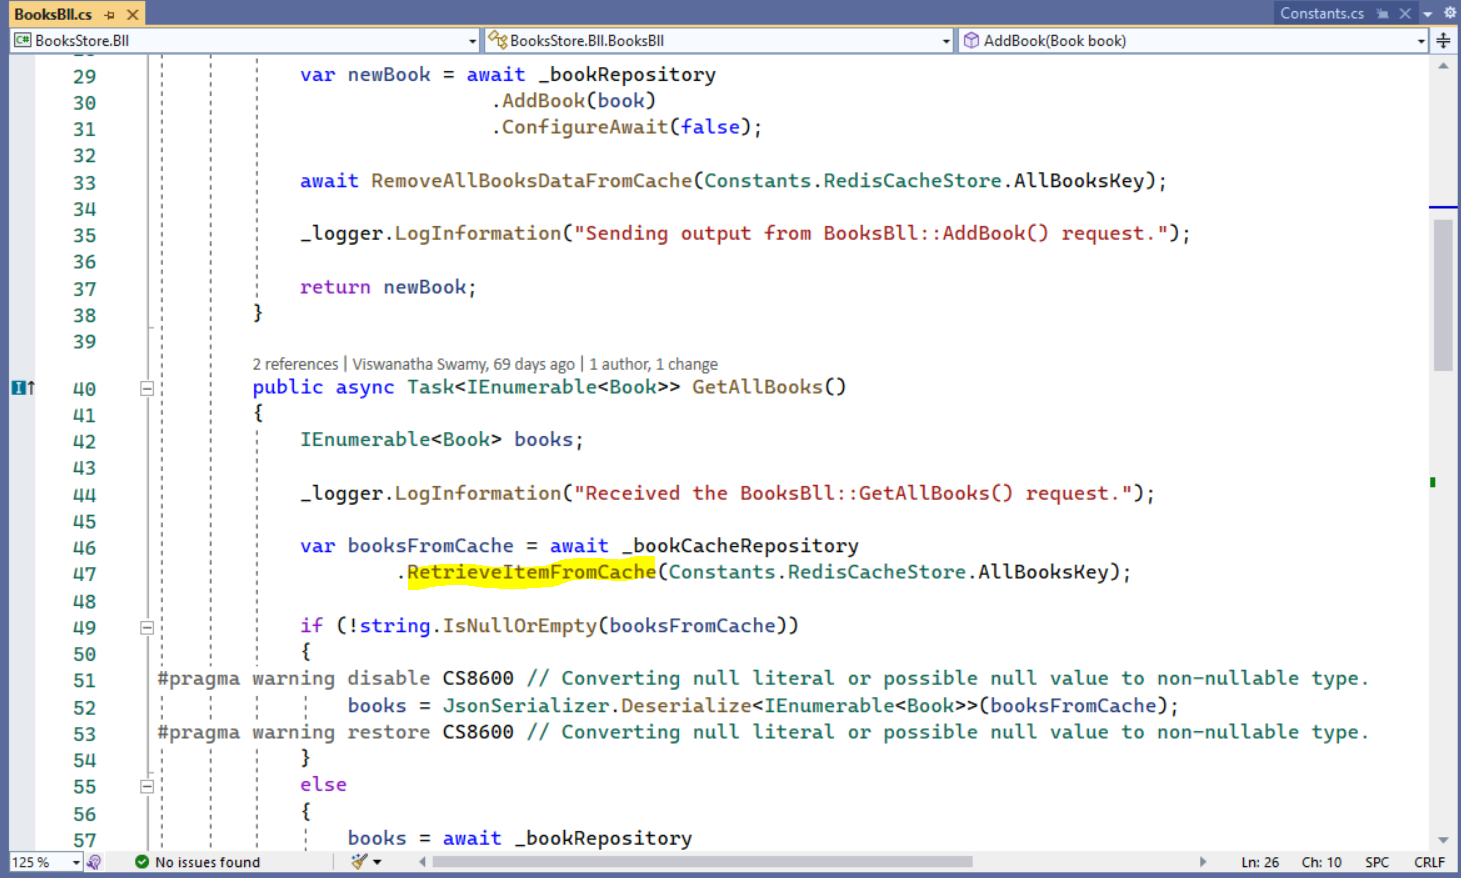 BooksBll.cs
Constants.cs
BooksStore.Bll
BooksStore.Bll.BooksBll
AddBook(Book book)
29 var newBook = await _bookRepository
30 .AddBook(book)
31 .ConfigureAwait(false);
32
33 await RemoveAllBooksDataFromCache(Constants.RedisCacheStore.AllBooksKey);
34
35 _logger.LogInformation("Sending output from BooksBll::AddBook() request.");
36
37 return newBook;
38 }
39
2 references | Viswanatha Swamy, 69 days ago | 1 author, 1 change
40 public async Task<IEnumerable<Book>> GetAllBooks()
41 {
42 IEnumerable<Book> books;
43
44 _logger.LogInformation("Received the BooksBll::GetAllBooks() request.");
45
46 var booksFromCache = await _bookCacheRepository
47 .RetrieveItemFromCache(Constants.RedisCacheStore.AllBooksKey);
48
49 if (!string.IsNullOrEmpty(booksFromCache))
50 {
51 #pragma warning disable CS8600 // Converting null literal or possible null value to non-nullable type.
52 books = JsonSerializer.Deserialize<IEnumerable<Book>>(booksFromCache);
53 #pragma warning restore CS8600 // Converting null literal or possible null value to non-nullable type.
54 }
55 else
56 {
57 books = await _bookRepository
125 % No issues found Ln: 26 Ch: 10 SPC CRLF